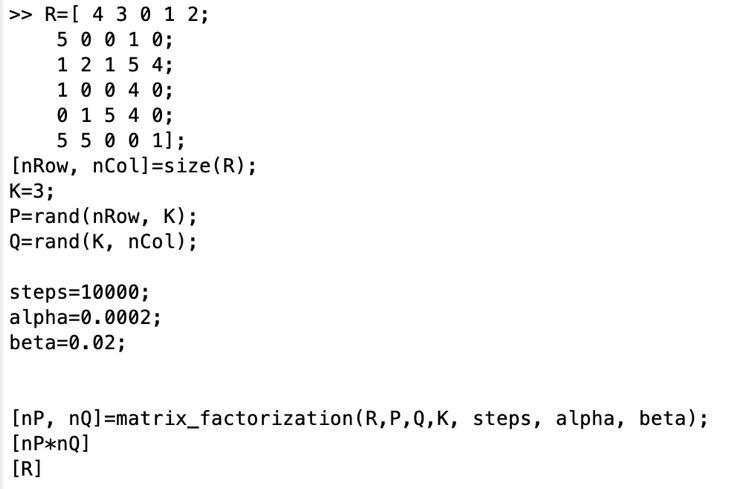 >> R=[ 4 3 0 1 2;
5 0 0 1 0;
1 2 1 5 4;
1 0 0 4 0;
0 1 5 4 0;
5 5 0 0 1];
[nRow, nCol]=size(R);
K=3;
P=rand(nRow, K);
Q=rand(K, nCol);
steps=10000;
alpha=0.0002;
beta=0.02;
[nP, nQ]=matrix_factorization(R,P,Q,K, steps, alpha, beta);
[nP*nQ]
[R]